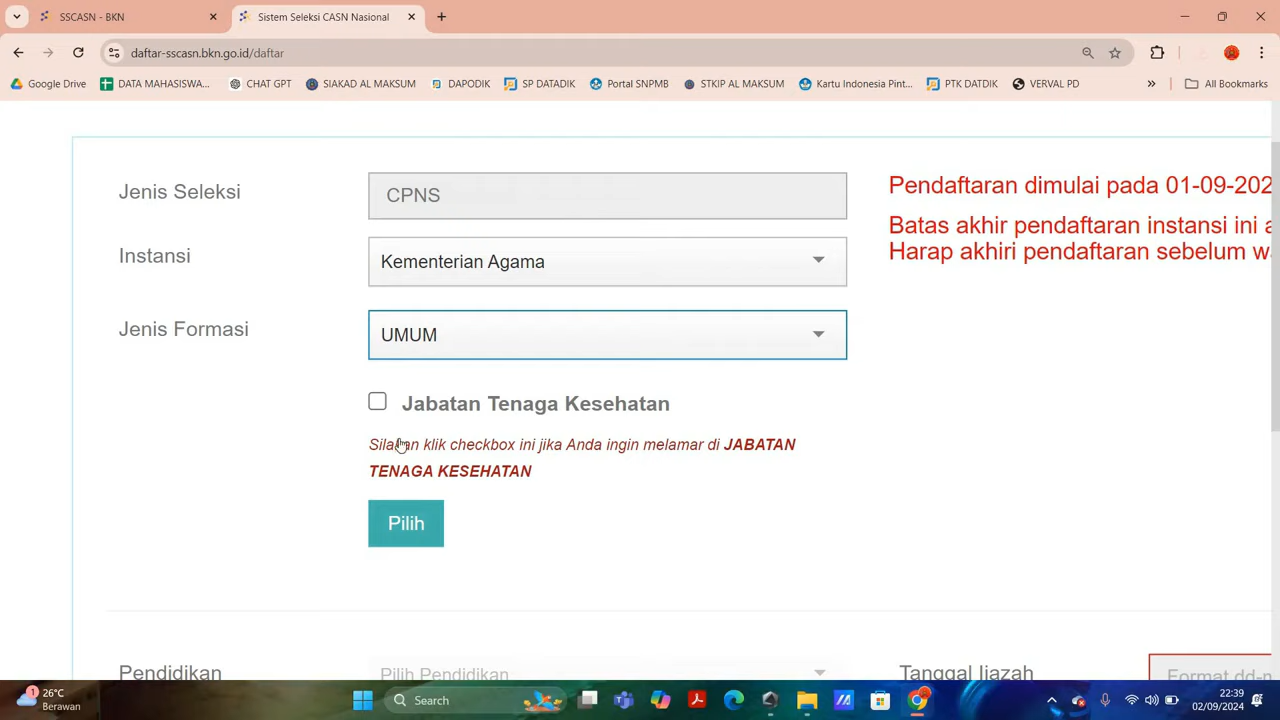 SSCASN - BKN
Sistem Seleksi CASN Nasional
daftar-sscasn.bkn.go.id/daftar
Google Drive
DATA MAHASISWA...
CHAT GPT
SIAKAD AL MAKSUM
DAPODIK
SP DATADIK
Portal SNPMB
STKIP AL MAKSUM
Kartu Indonesia Pint...
PTK DATDIK
VERVAL PD
All Bookmarks
Jenis Seleksi
CPNS
Pendaftaran dimulai pada 01-09-202
Instansi
Kementerian Agama
Batas akhir pendaftaran instansi ini a
Harap akhiri pendaftaran sebelum w
Jenis Formasi
UMUM
Jabatan Tenaga Kesehatan
Silahkan klik checkbox ini jika Anda ingin melamar di JABATAN
TENAGA KESEHATAN
Pilih
Pendidikan
Pilih Pendidikan
Tanggal Ijazah
Format dd-n
1
26°C
Berawan
Search
22:39
02/09/2024